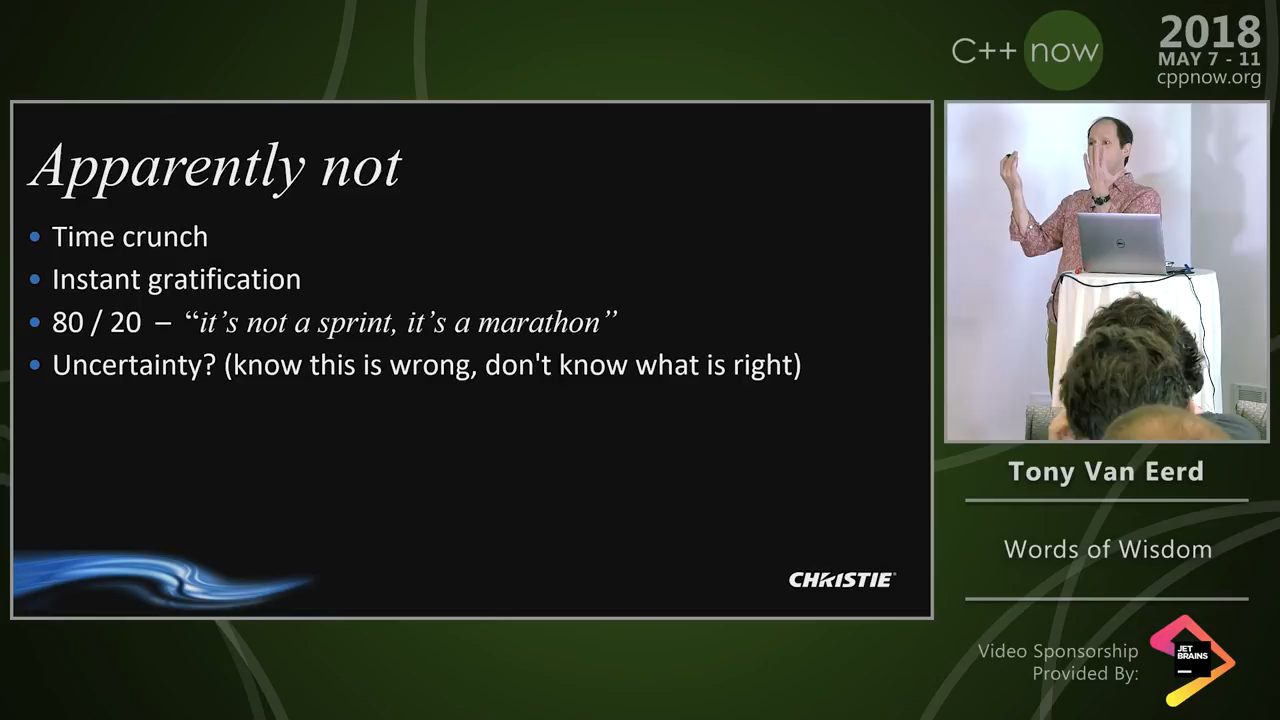 C++ now
2018
MAY 7 - 11
cppnow.org
Apparently not
• Time crunch
• Instant gratification
• 80 / 20 – “it’s not a sprint, it’s a marathon”
• Uncertainty? (know this is wrong, don't know what is right)
CHRISTIE®
Tony Van Eerd
Words of Wisdom
Video Sponsorship
Provided By:
JET
BRAINS